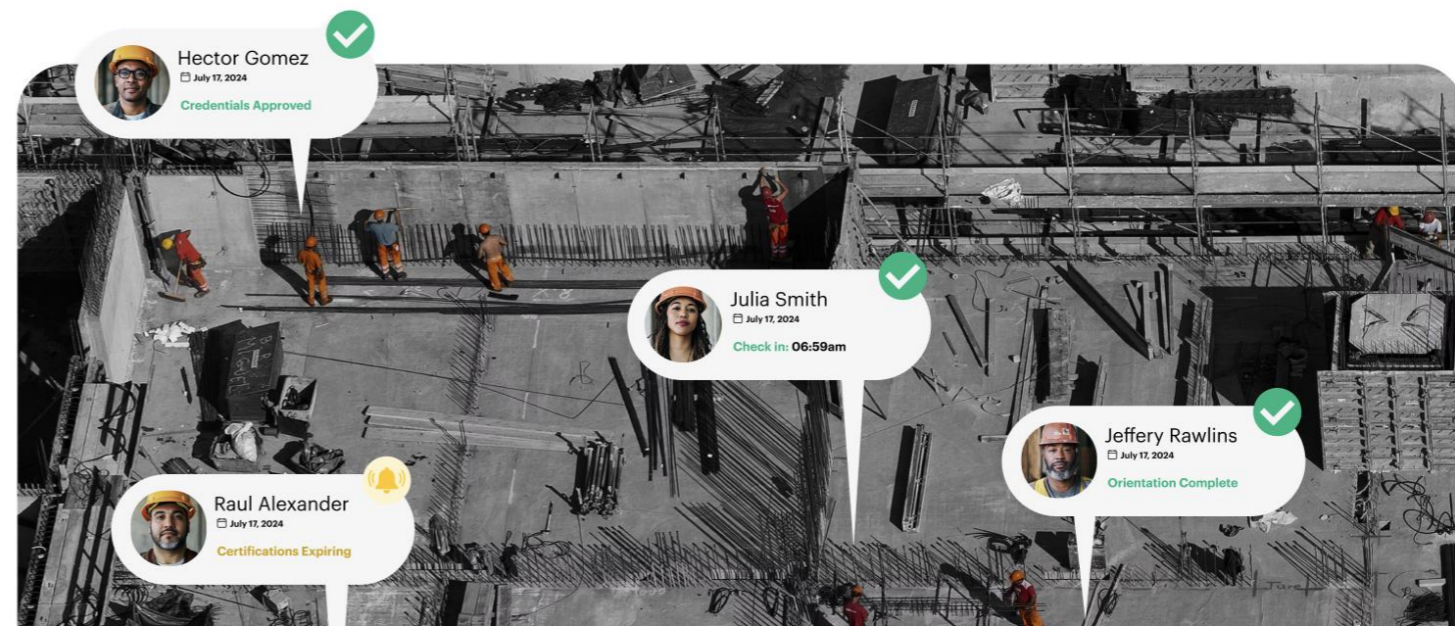 Hector Gomez
July 17, 2024
Credentials Approved
Julia Smith
July 17, 2024
Check in: 06:59am
Jeffery Rawlins
July 17, 2024
Orientation Complete
Raul Alexander
July 17, 2024
Certifications Expiring